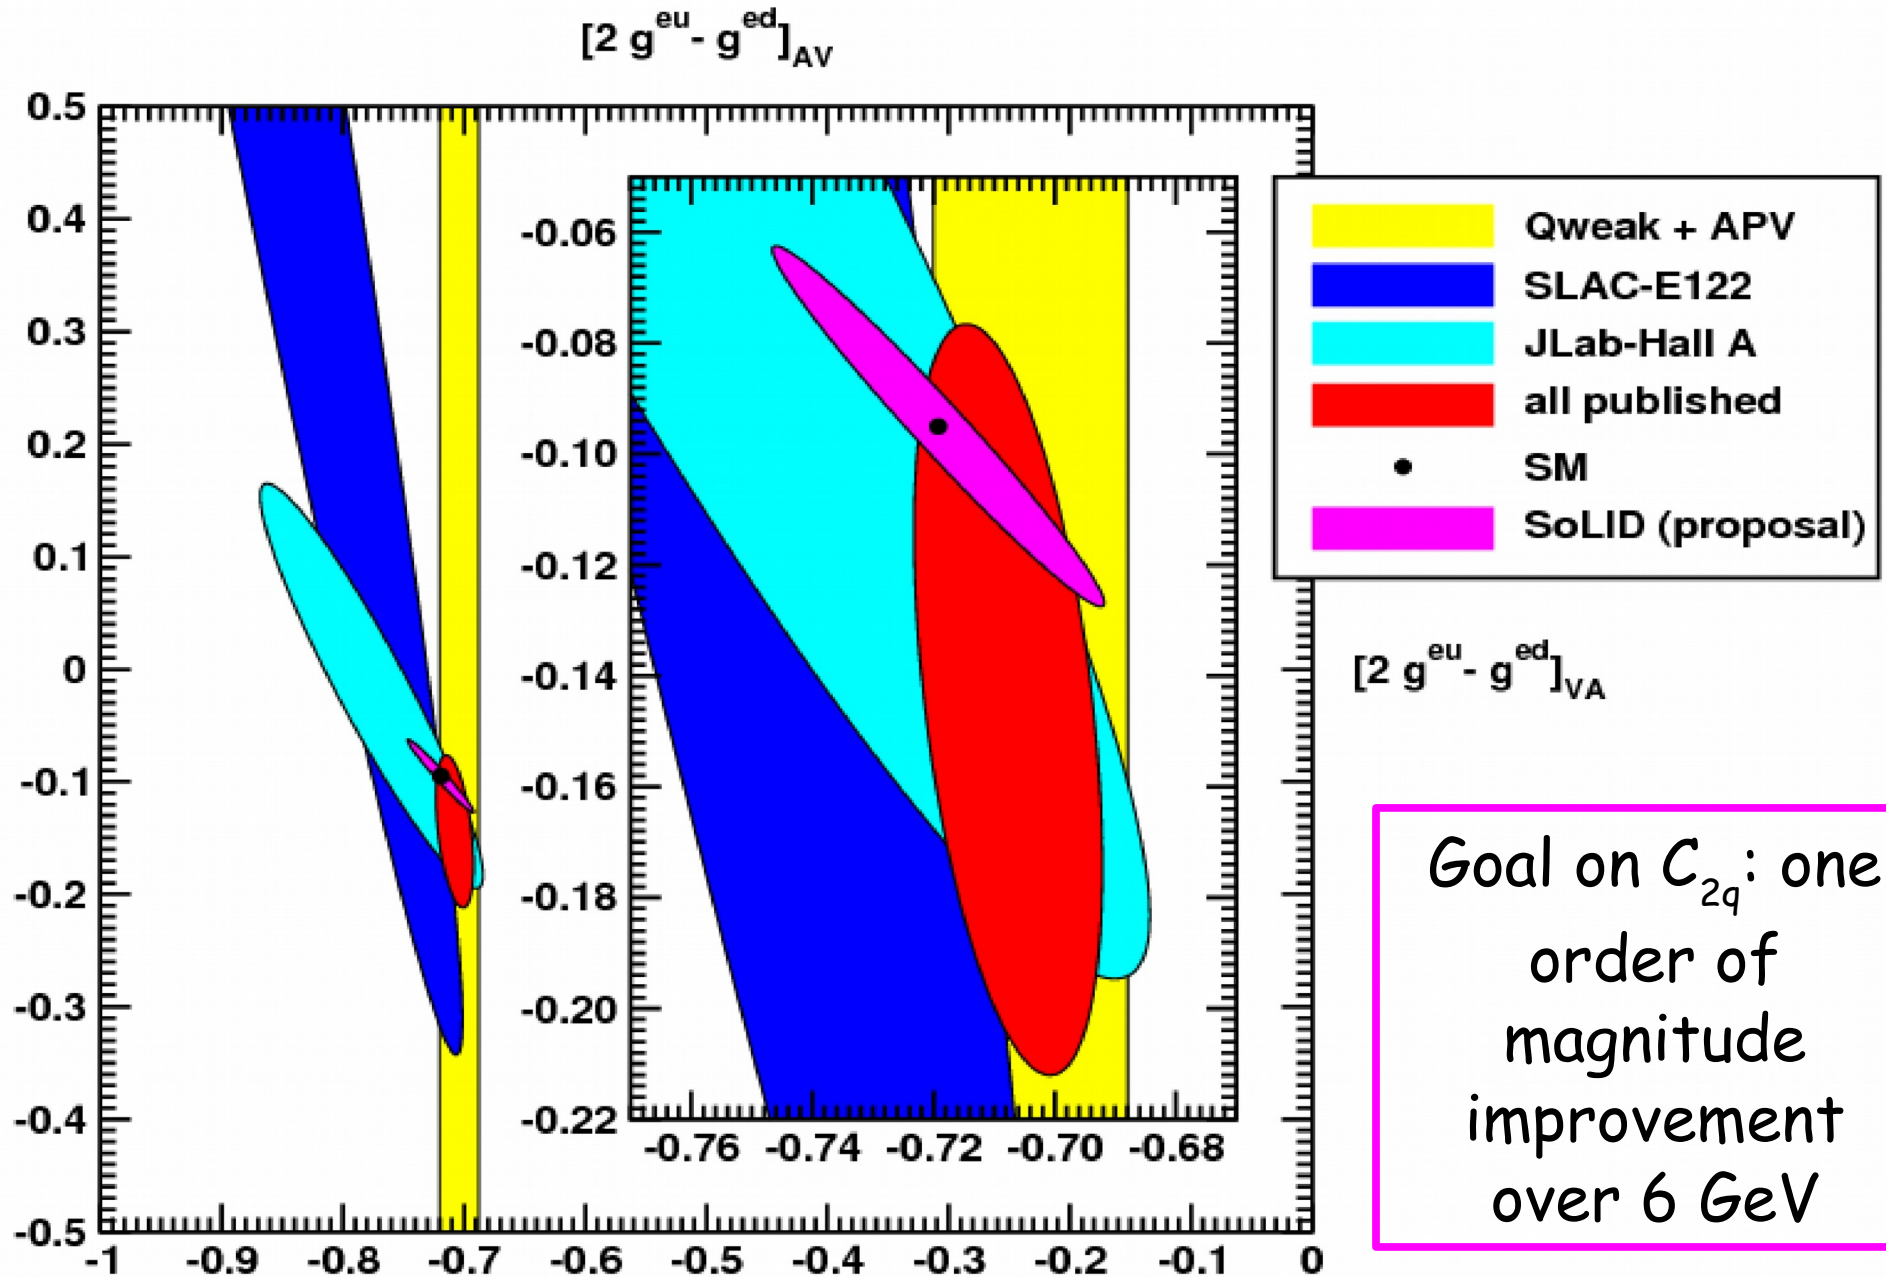 [2 g^eu - g^ed]_AV
0.5
0.4
0.3
0.2
0.1
0
-0.1
-0.2
-0.3
-0.4
-0.5
-1 -0.9 -0.8 -0.7 -0.6 -0.5 -0.4 -0.3 -0.2 -0.1 0
-0.06
-0.08
-0.10
-0.12
-0.14
-0.16
-0.18
-0.20
-0.22
-0.76 -0.74 -0.72 -0.70 -0.68
Qweak + APV
SLAC-E122
JLab-Hall A
all published
SM
SoLID (proposal)
[2 g^eu - g^ed]_VA
Goal on C_2q: one
order of
magnitude
improvement
over 6 GeV